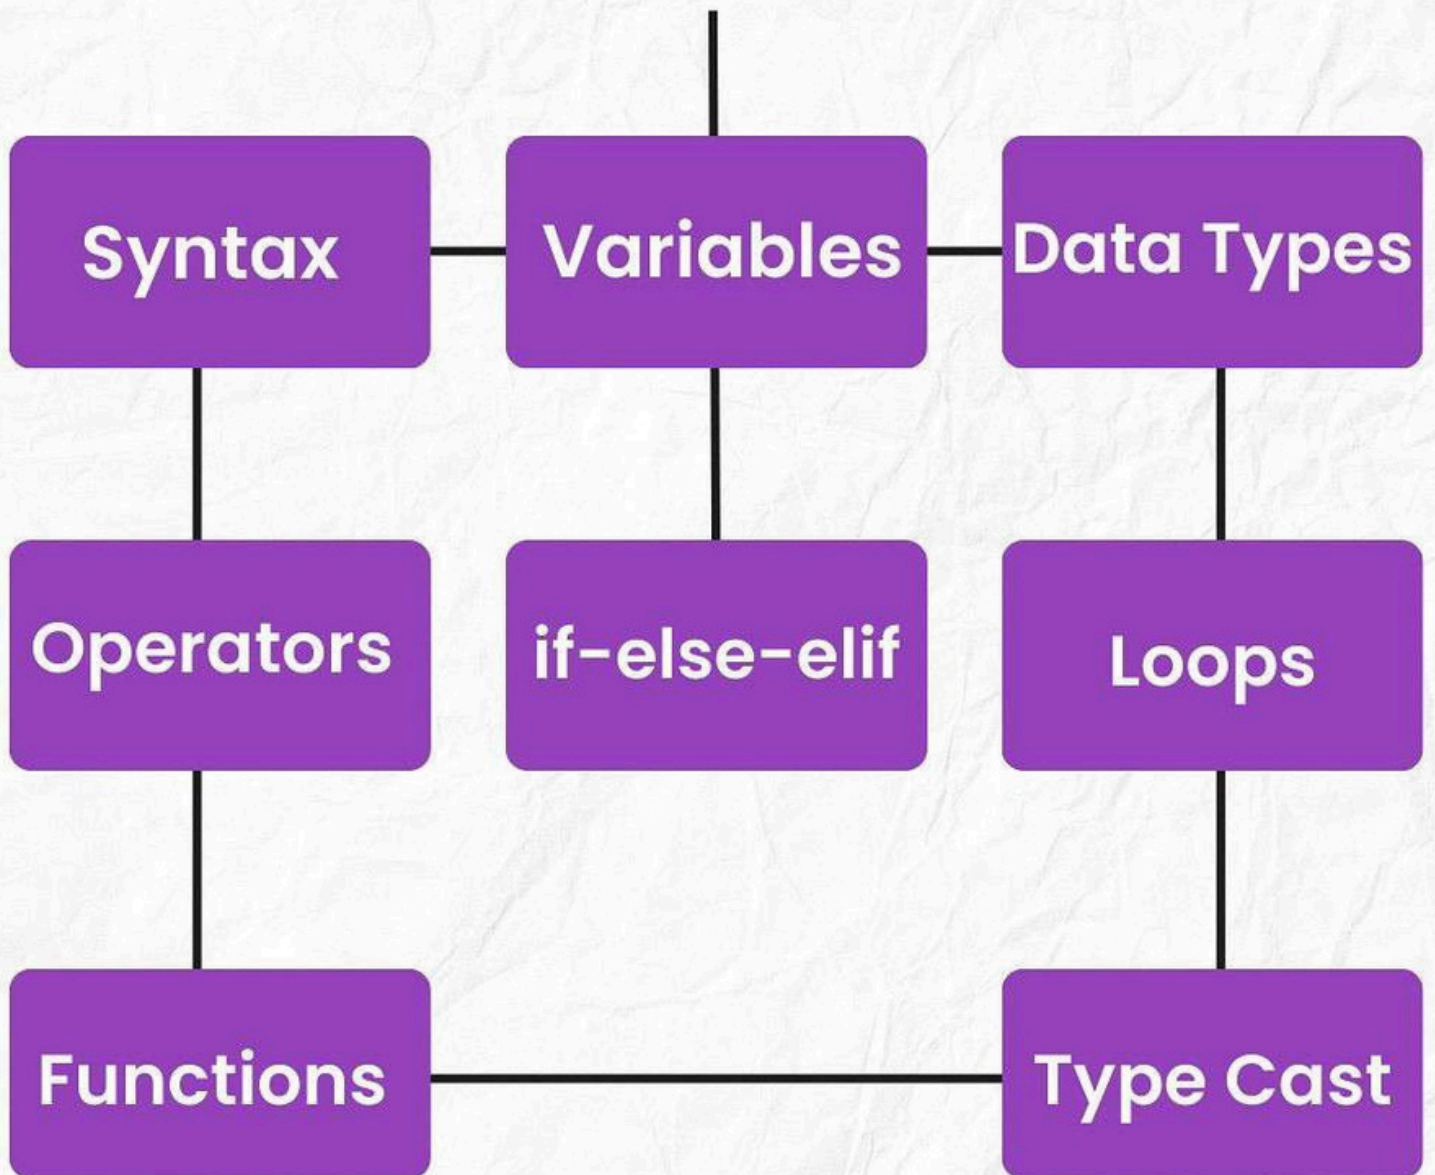 Syntax
Variables
Data Types
Operators
if-else-elif
Loops
Functions
Type Cast